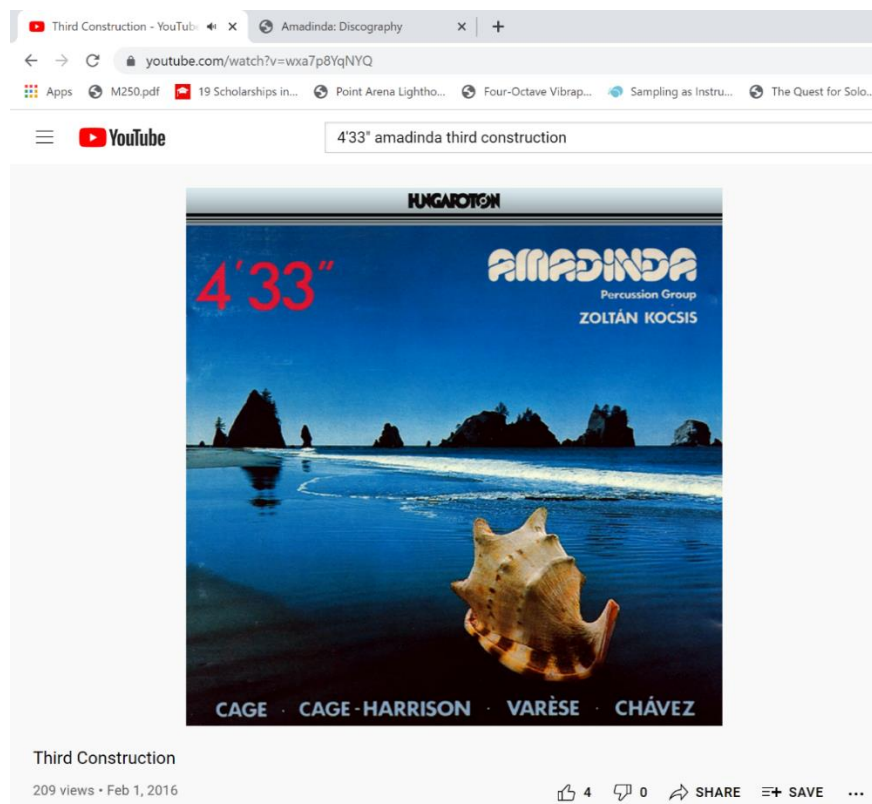 Third Construction - YouTub
Amadinda: Discography
youtube.com/watch?v=wxa7p8YqNYQ
Apps M250.pdf 19 Scholarships in... Point Arena Lightho... Four-Octave Vibrap... Sampling as Instru... The Quest for Solo...
YouTube
4'33" amadinda third construction
HUNGAROTON
4'33"
AMADINDA
Percussion Group
ZOLTÁN KOCSIS
CAGE · CAGE-HARRISON · VARÈSE · CHÁVEZ
Third Construction
209 views • Feb 1, 2016
4 0 SHARE SAVE ...